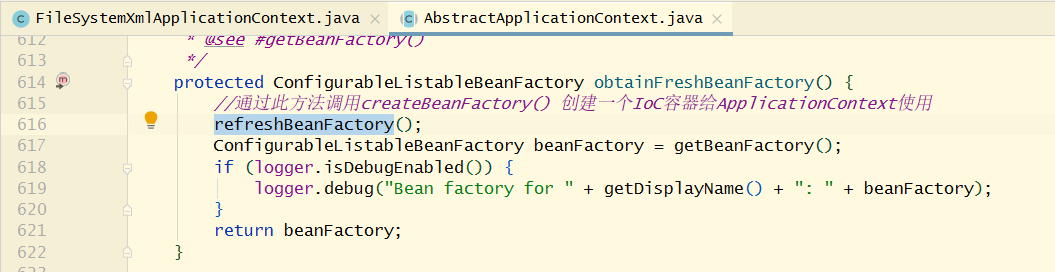 FileSystemXmlApplicationContext.java AbstractApplicationContext.java
612 * @see #getBeanFactory()
613 */
614 protected ConfigurableListableBeanFactory obtainFreshBeanFactory() {
615 //通过此方法调用createBeanFactory() 创建一个IoC容器给ApplicationContext使用
616 refreshBeanFactory();
617 ConfigurableListableBeanFactory beanFactory = getBeanFactory();
618 if (logger.isDebugEnabled()) {
619 logger.debug("Bean factory for " + getDisplayName() + ": " + beanFactory);
620 }
621 return beanFactory;
622 }